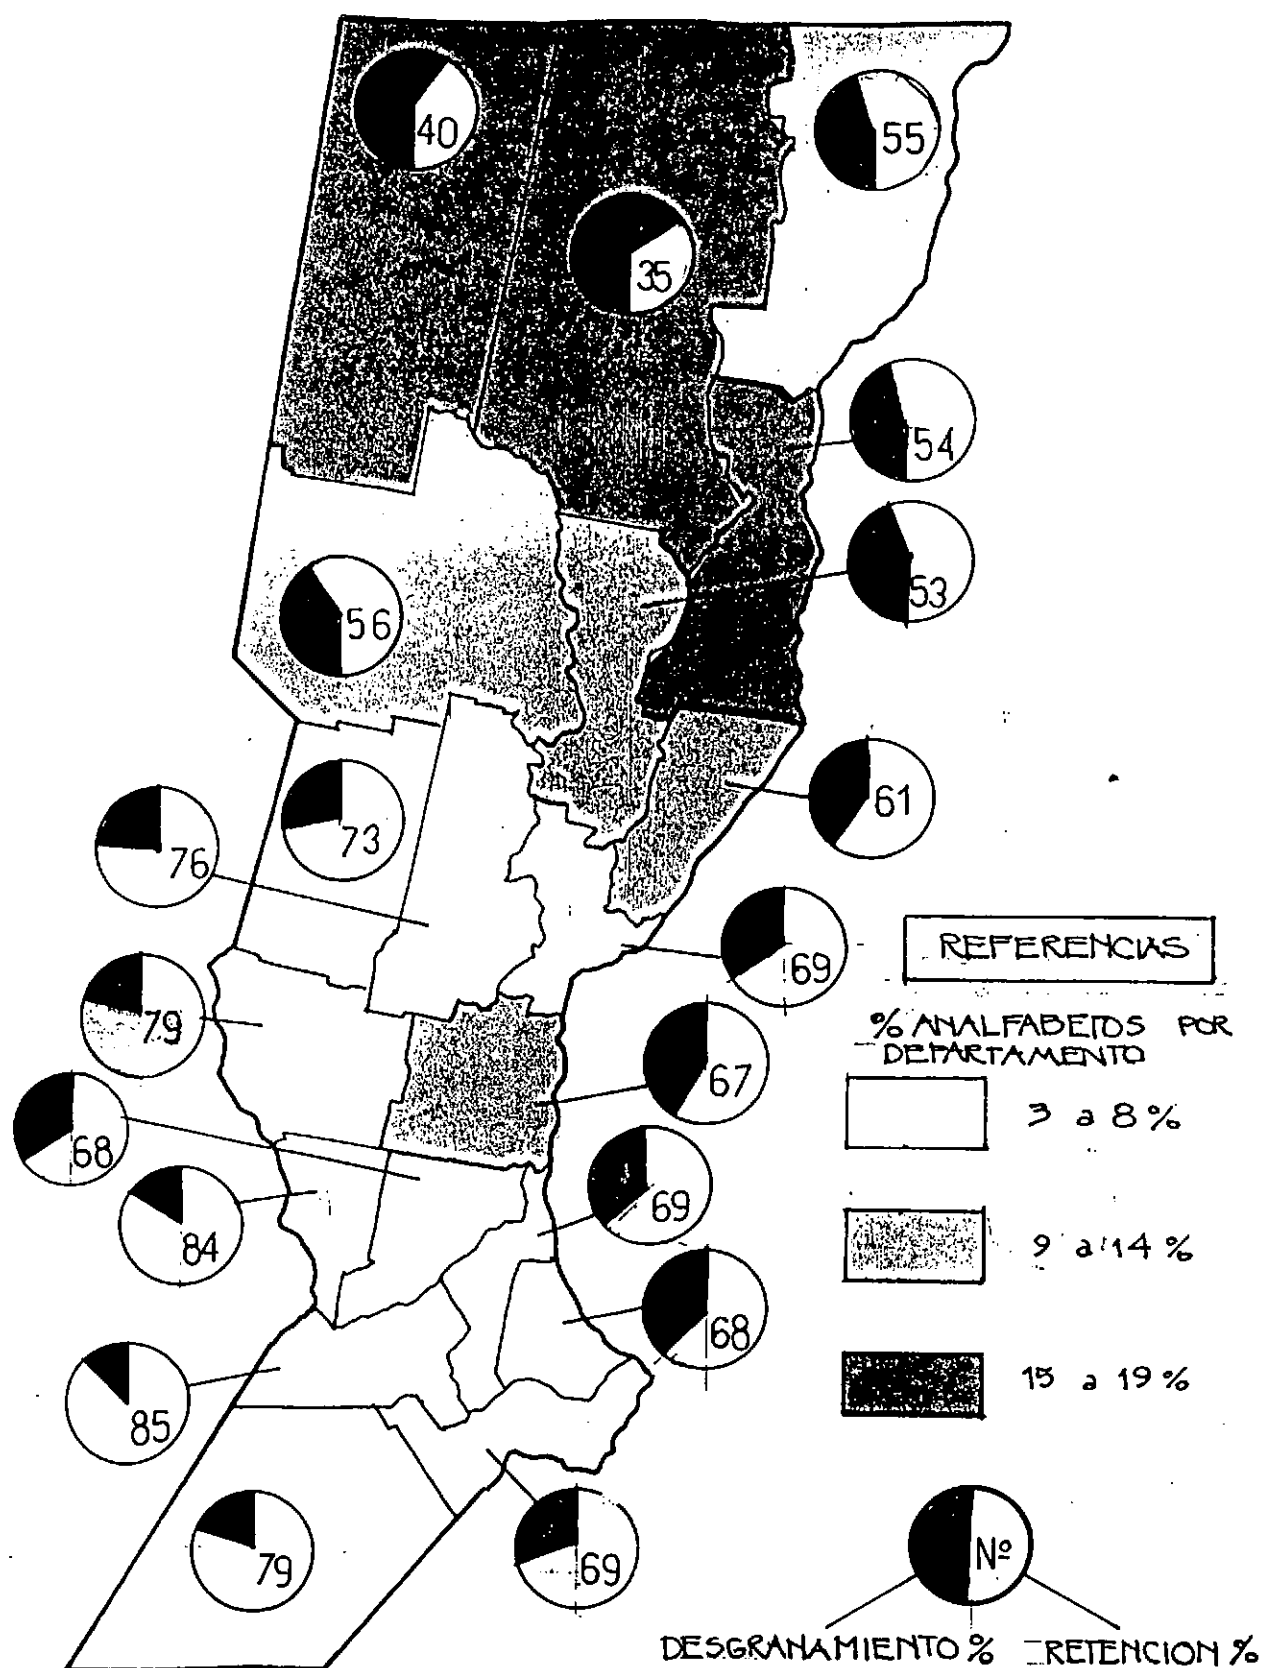 40
55
35
54
53
56
61
73
76
69
79
67
68
69
84
68
85
79
69
REFERENCIAS
% ANALFABETOS POR
DEPARTAMENTO
3 a 8 %
9 a 14 %
15 a 19 %
Nº
DESGRANAMIENTO % RETENCION %